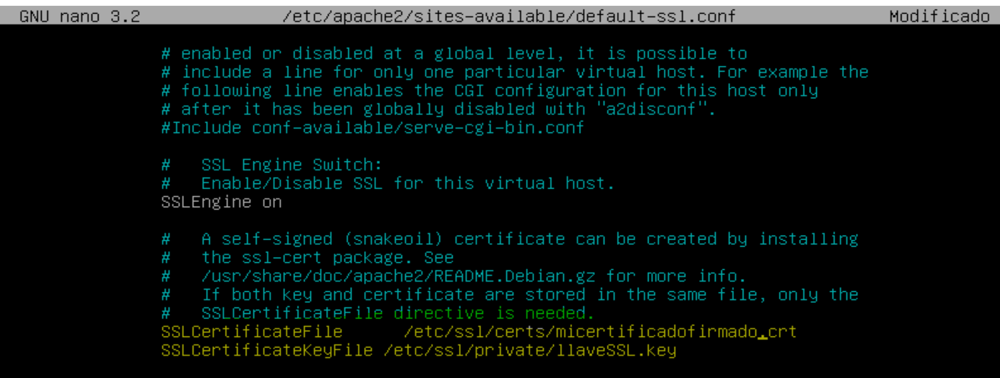 GNU nano 3.2 /etc/apache2/sites-available/default-ssl.conf Modificado
# enabled or disabled at a global level, it is possible to
# include a line for only one particular virtual host. For example the
# following line enables the CGI configuration for this host only
# after it has been globally disabled with "a2disconf".
#Include conf-available/serve-cgi-bin.conf
#   SSL Engine Switch:
#   Enable/Disable SSL for this virtual host.
SSLEngine on
#   A self-signed (snakeoil) certificate can be created by installing
#   the ssl-cert package. See
#   /usr/share/doc/apache2/README.Debian.gz for more info.
#   If both key and certificate are stored in the same file, only the
#   SSLCertificateFile directive is needed.
SSLCertificateFile      /etc/ssl/certs/micertificadofirmado.crt
SSLCertificateKeyFile /etc/ssl/private/llaveSSL.key